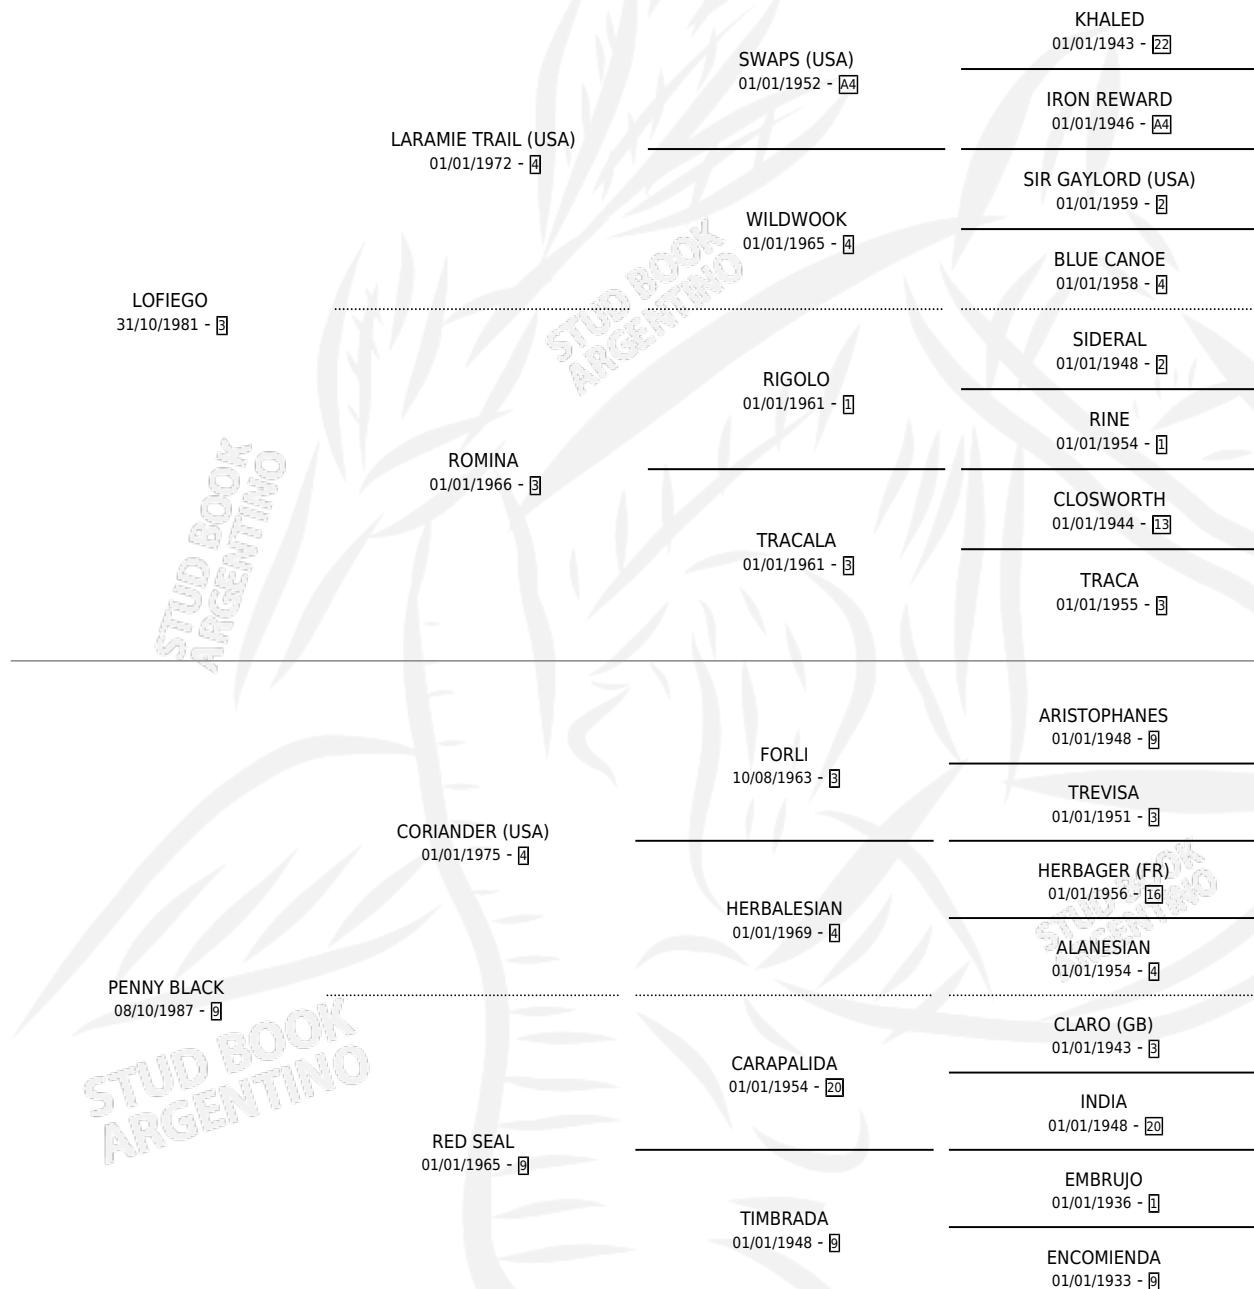 KHALED
01/01/1943 - 22
SWAPS (USA)
01/01/1952 - A4
IRON REWARD
01/01/1946 - A4
LARAMIE TRAIL (USA)
01/01/1972 - 4
SIR GAYLORD (USA)
01/01/1959 - 2
WILDWOOK
01/01/1965 - 4
BLUE CANOE
01/01/1958 - 4
LOFIEGO
31/10/1981 - 3
SIDERAL
01/01/1948 - 2
RIGOLO
01/01/1961 - 1
RINE
01/01/1954 - 1
ROMINA
01/01/1966 - 3
CLOSWORTH
01/01/1944 - 13
TRACALA
01/01/1961 - 3
TRACA
01/01/1955 - 3
ARISTOPHANES
01/01/1948 - 9
FORLI
10/08/1963 - 3
TREVISA
01/01/1951 - 3
CORIANDER (USA)
01/01/1975 - 4
HERBAGER (FR)
01/01/1956 - 16
HERBALESIAN
01/01/1969 - 4
ALANESIAN
01/01/1954 - 4
PENNY BLACK
08/10/1987 - 9
CLARO (GB)
01/01/1943 - 3
CARAPALIDA
01/01/1954 - 20
INDIA
01/01/1948 - 20
RED SEAL
01/01/1965 - 9
EMBRUJO
01/01/1936 - 1
TIMBRADA
01/01/1948 - 9
ENCOMIENDA
01/01/1933 - 9
STUD BOOK
ARGENTINO
STUD BOOK
ARGENTINO
STUD BOOK
ARGENTINO
STUD BOOK
ARGENTINO